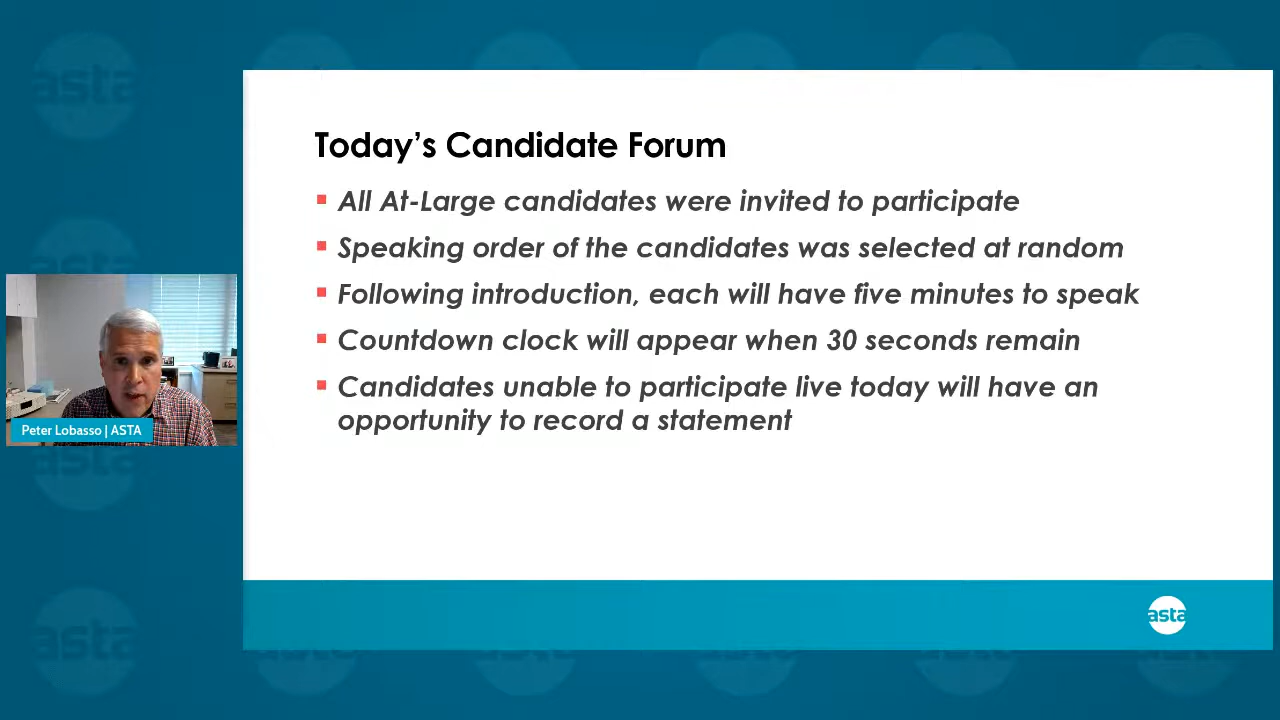 Today's Candidate Forum
All At-Large candidates were invited to participate
Speaking order of the candidates was selected at random
Following introduction, each will have five minutes to speak
Countdown clock will appear when 30 seconds remain
Candidates unable to participate live today will have an
opportunity to record a statement
Peter Lobasso | ASTA
asta